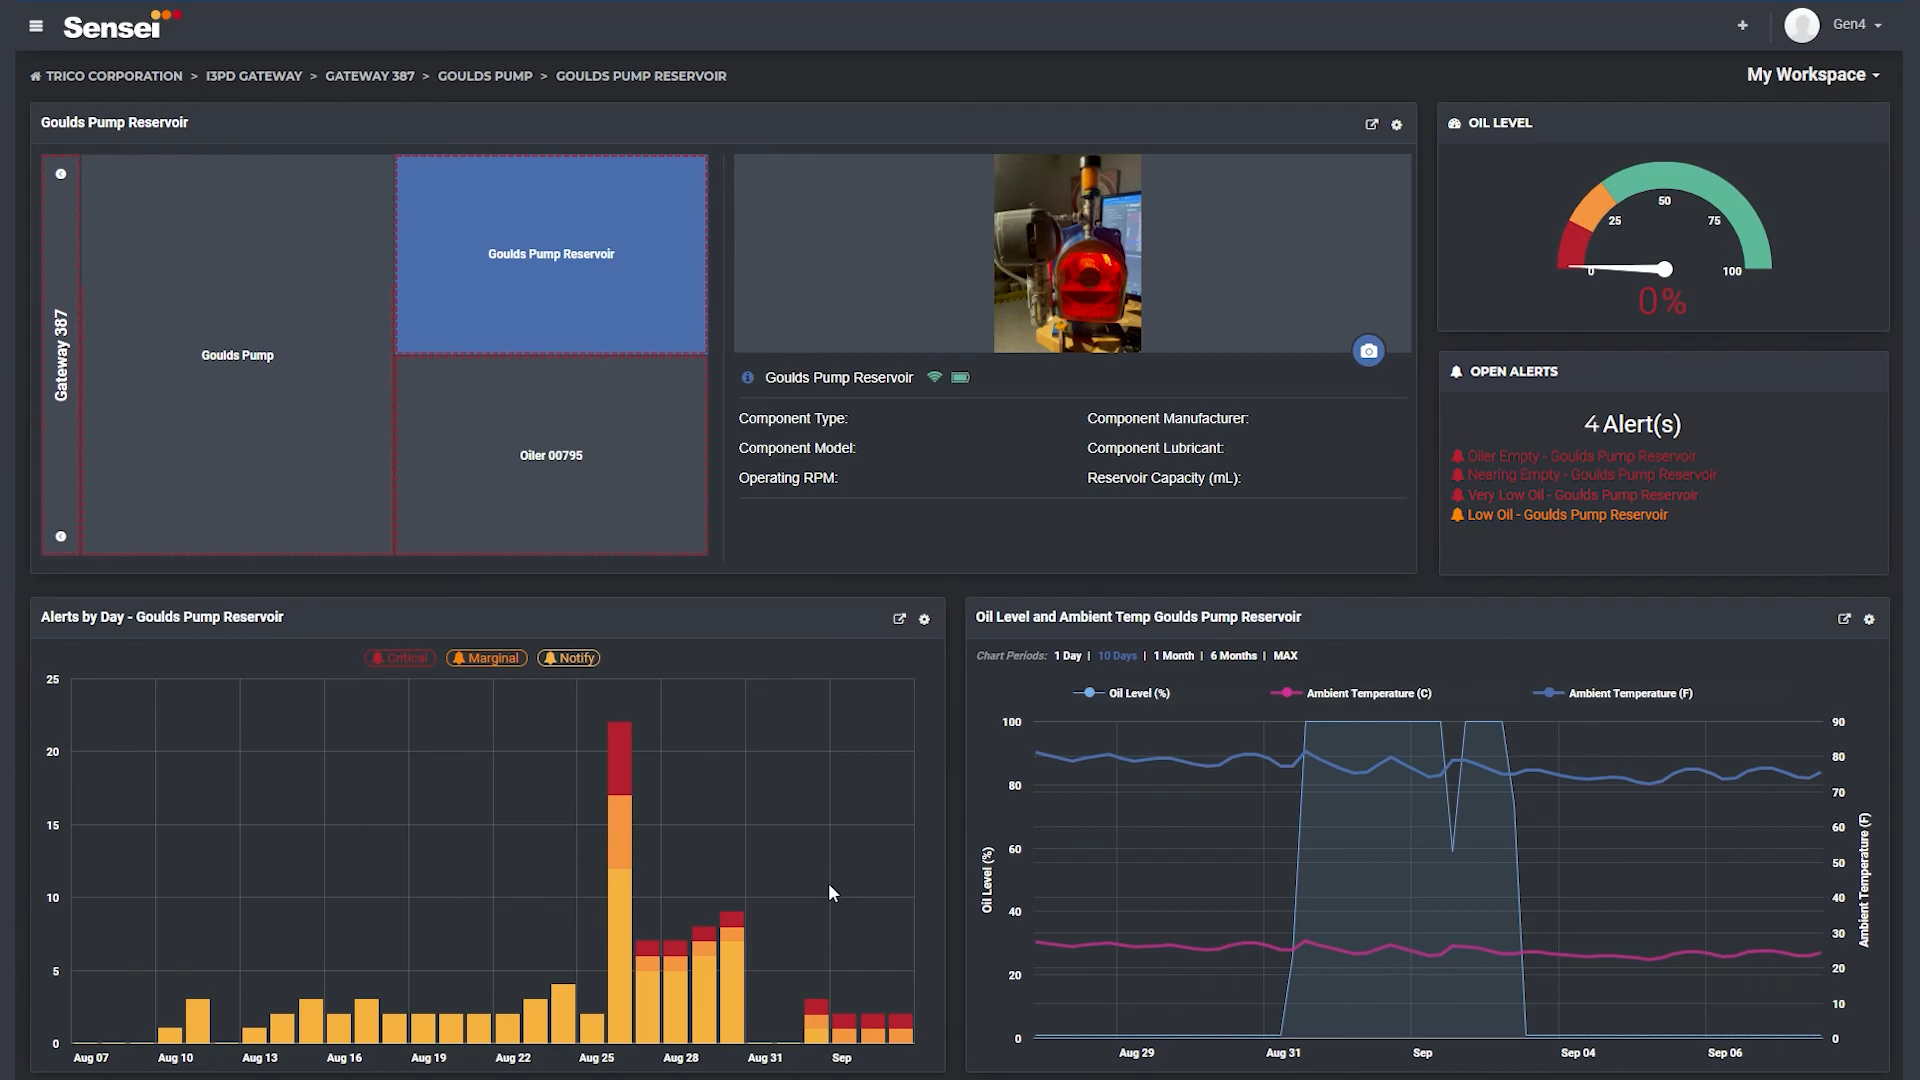 Sensei
Gen4
TRICO CORPORATION > I3PD GATEWAY > GATEWAY 387 > GOULDS PUMP > GOULDS PUMP RESERVOIR
My Workspace
Goulds Pump Reservoir
Gateway 387
Goulds Pump
Goulds Pump Reservoir
Oiler 00795
Goulds Pump Reservoir
Component Type:
Component Manufacturer:
Component Model:
Component Lubricant:
Operating RPM:
Reservoir Capacity (mL):
OIL LEVEL
0
25
50
75
100
0%
OPEN ALERTS
4 Alert(s)
Oiler Empty - Goulds Pump Reservoir
Nearing Empty - Goulds Pump Reservoir
Very Low Oil - Goulds Pump Reservoir
Low Oil - Goulds Pump Reservoir
Alerts by Day - Goulds Pump Reservoir
Critical Marginal Notify
25
20
15
10
5
0
Aug 07 Aug 10 Aug 13 Aug 16 Aug 19 Aug 22 Aug 25 Aug 28 Aug 31 Sep
Oil Level and Ambient Temp Goulds Pump Reservoir
Chart Periods: 1 Day | 10 Days | 1 Month | 6 Months | MAX
Oil Level (%) Ambient Temperature (C) Ambient Temperature (F)
Oil Level (%)
100
80
60
40
20
0
90
80
70
60
50
40
30
20
10
0
Ambient Temperature (F)
Aug 29 Aug 31 Sep Sep 04 Sep 06